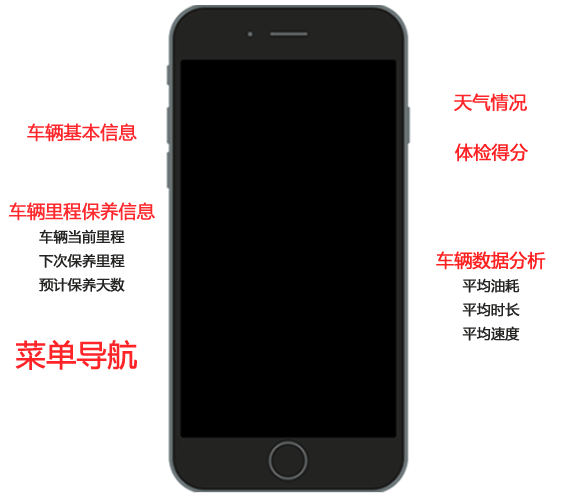 车辆基本信息
车辆里程保养信息
车辆当前里程
下次保养里程
预计保养天数
菜单导航
天气情况
体检得分
车辆数据分析
平均油耗
平均时长
平均速度